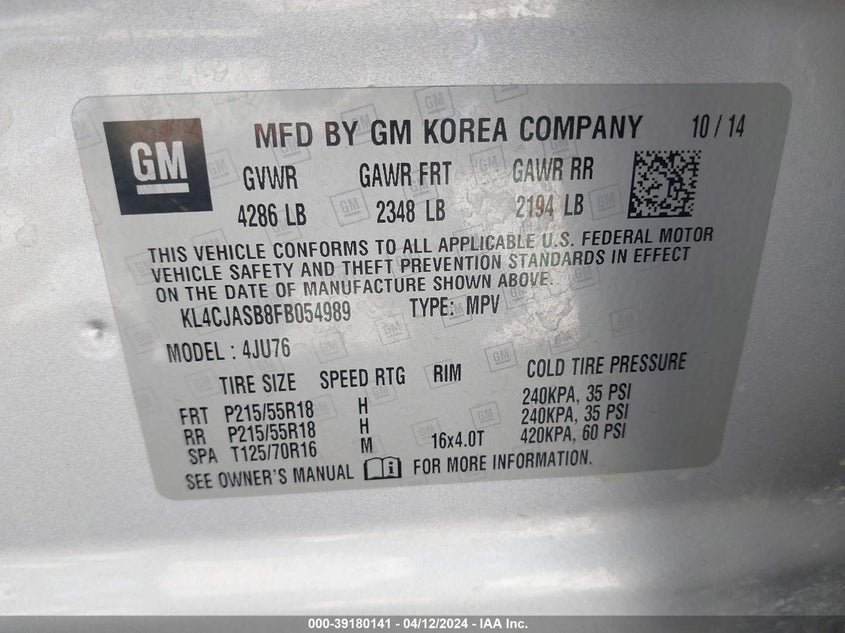 GM
MFD BY GM KOREA COMPANY 10 / 14
GVWR GAWR FRT GAWR RR
4286 LB 2348 LB 2194 LB
THIS VEHICLE CONFORMS TO ALL APPLICABLE U.S. FEDERAL MOTOR
VEHICLE SAFETY AND THEFT PREVENTION STANDARDS IN EFFECT
ON THE DATE OF MANUFACTURE SHOWN ABOVE.
KL4CJASB8FB054989 TYPE: MPV
MODEL : 4JU76
TIRE SIZE SPEED RTG RIM COLD TIRE PRESSURE
FRT P215/55R18 H 240KPA, 35 PSI
RR P215/55R18 H 240KPA, 35 PSI
SPA T125/70R16 M 16x4.0T 420KPA, 60 PSI
SEE OWNER'S MANUAL FOR MORE INFORMATION.
000-39180141 - 04/12/2024 - IAA Inc.